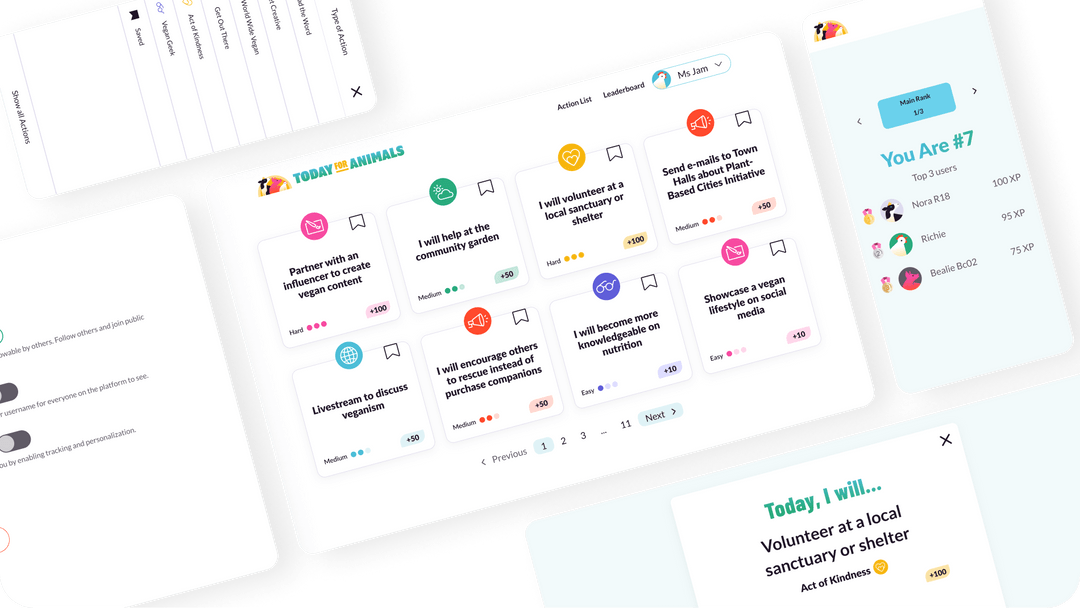 Type of Action
ad the Word
t Creative
World Wide Vegan
Get Out There
Act of Kindness
Vegan Geek
Saved
Show all Actions
TODAY FOR ANIMALS
Action List
Leaderboard
Ms Jam
Partner with an
influencer to create
vegan content
Hard
+100
I will help at the
community garden
Medium
+50
I will volunteer at a
local sanctuary or
shelter
Hard
+100
Send e-mails to Town
Halls about Plant-
Based Cities Initiative
Medium
+50
Livestream to discuss
veganism
Medium
+50
I will encourage others
to rescue instead of
purchase companions
Medium
+50
I will become more
knowledgeable on
nutrition
Easy
+10
Showcase a vegan
lifestyle on social
media
Easy
+10
Previous
1
2
3
...
11
Next
Main Rank
1/3
You Are #7
Top 3 users
Nora R18
100 XP
Richie
95 XP
Bealie Bc02
75 XP
owable by others. Follow others and join public
r username for everyone on the platform to see.
ou by enabling tracking and personalization.
Today, I will...
Volunteer at a local
sanctuary or shelter
Act of Kindness
+100